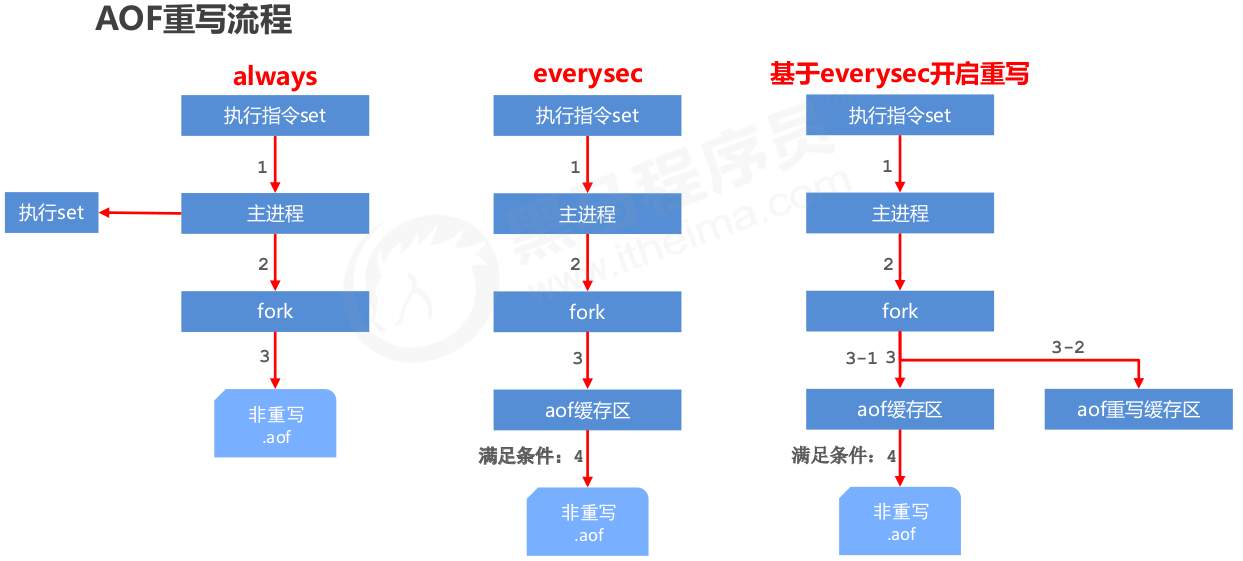 AOF重写流程
always
everysec
基于everysec开启重写
执行指令set
执行指令set
执行指令set
1
1
1
执行set
主进程
主进程
主进程
2
2
2
fork
fork
fork
3
3
3-1
3
3-2
非重写
.aof
aof缓存区
aof缓存区
aof重写缓存区
满足条件：4
满足条件：4
非重写
.aof
非重写
.aof
黑马程序员
www.itheima.com